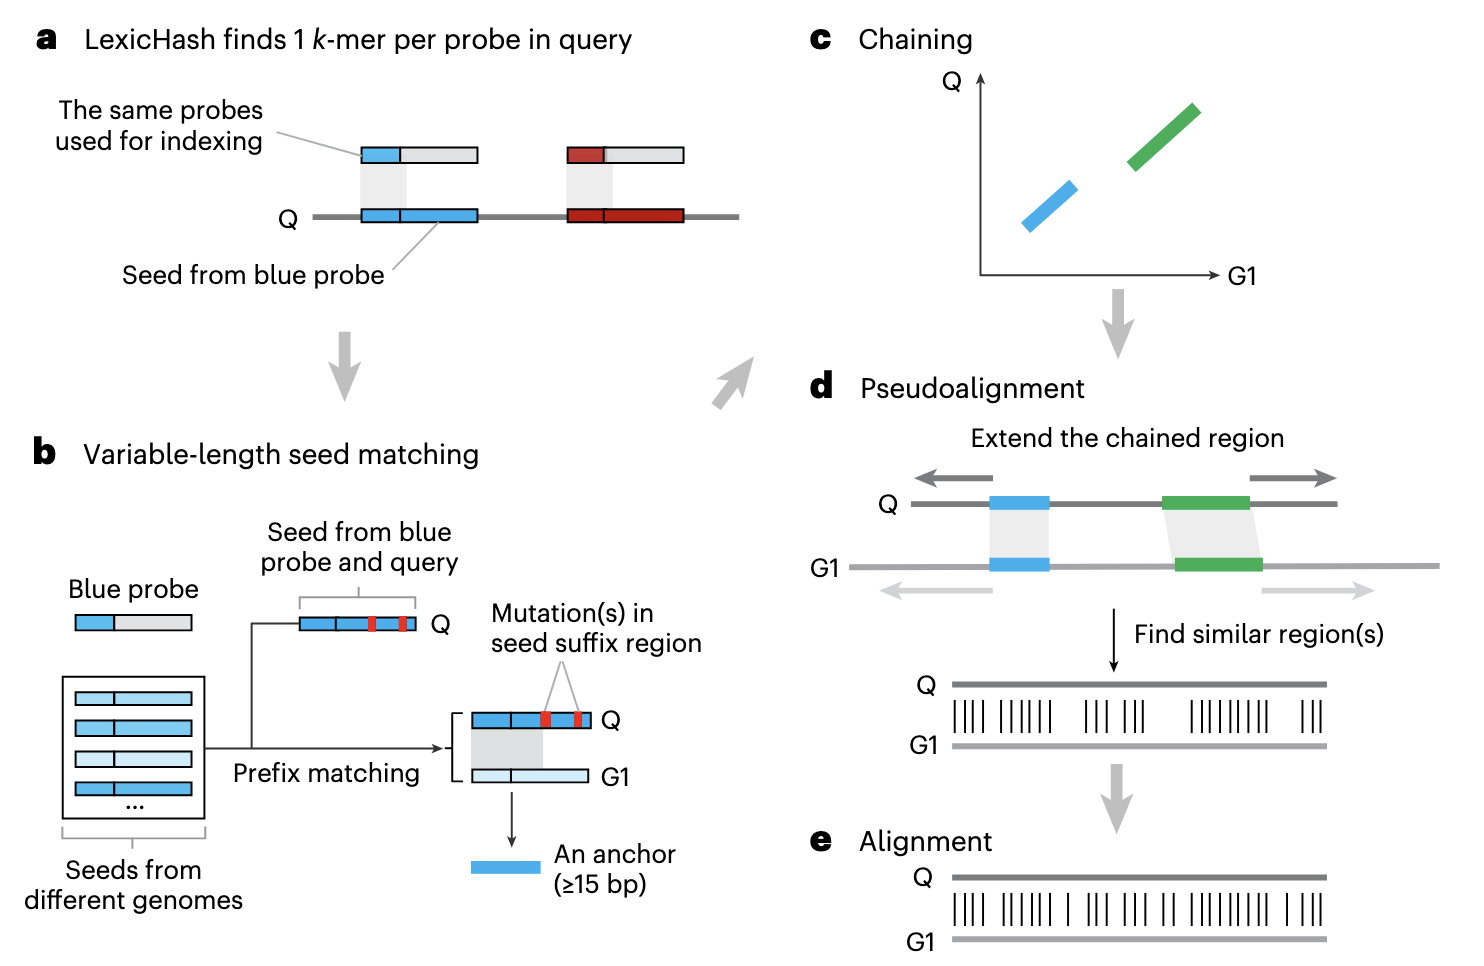 a LexicHash finds 1 k-mer per probe in query
The same probes
used for indexing
Q
Seed from blue probe
b Variable-length seed matching
Seed from blue
probe and query
Blue probe
Q
Mutation(s) in
seed suffix region
Q
Prefix matching
G1
...
Seeds from
different genomes
An anchor
(≥15 bp)
c Chaining
Q
G1
d Pseudoalignment
Extend the chained region
Q
G1
Find similar region(s)
Q
G1
e Alignment
Q
G1